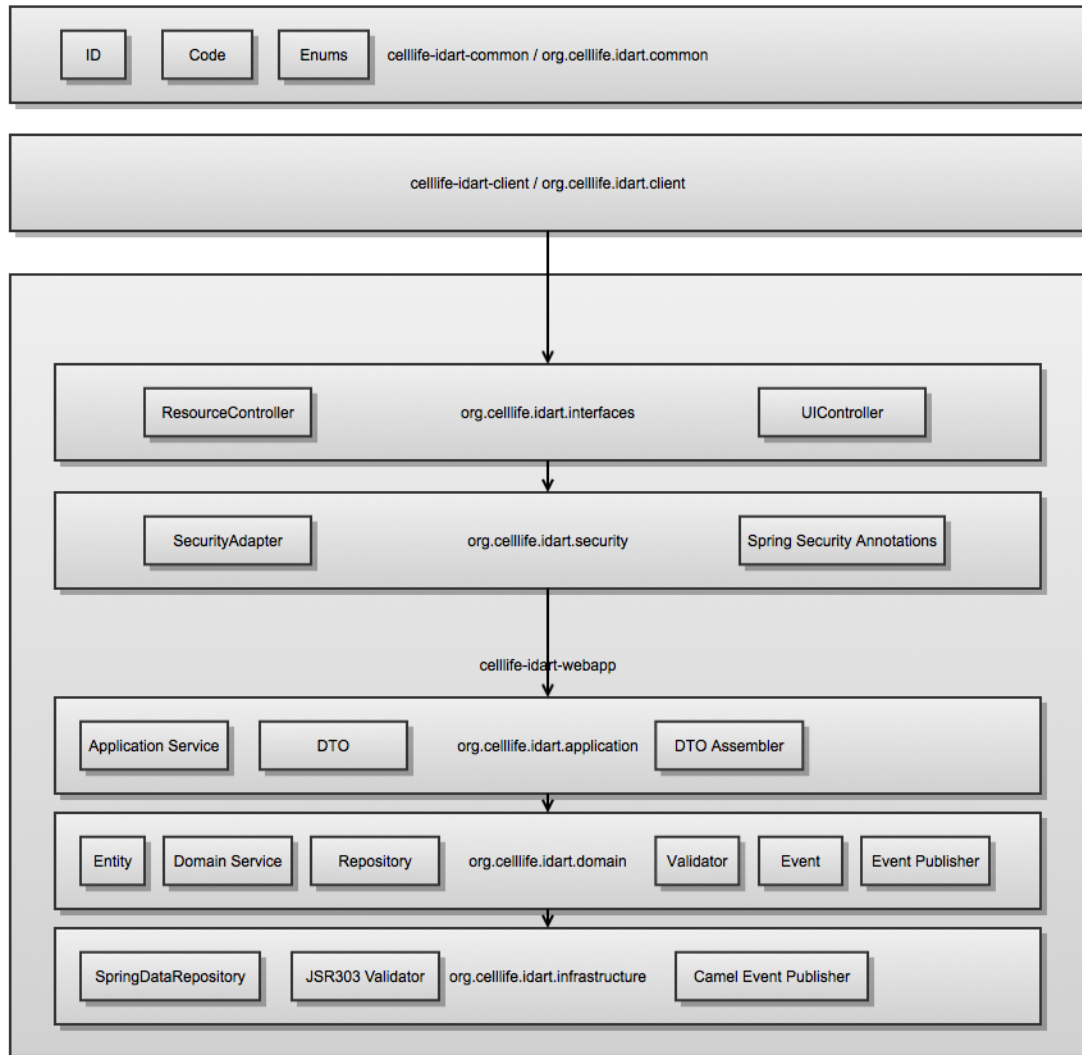 ID
Code
Enums
celllife-idart-common / org.celllife.idart.common
celllife-idart-client / org.celllife.idart.client
ResourceController
org.celllife.idart.interfaces
UIController
SecurityAdapter
org.celllife.idart.security
Spring Security Annotations
celllife-idart-webapp
Application Service
DTO
org.celllife.idart.application
DTO Assembler
Entity
Domain Service
Repository
org.celllife.idart.domain
Validator
Event
Event Publisher
SpringDataRepository
JSR303 Validator
org.celllife.idart.infrastructure
Camel Event Publisher